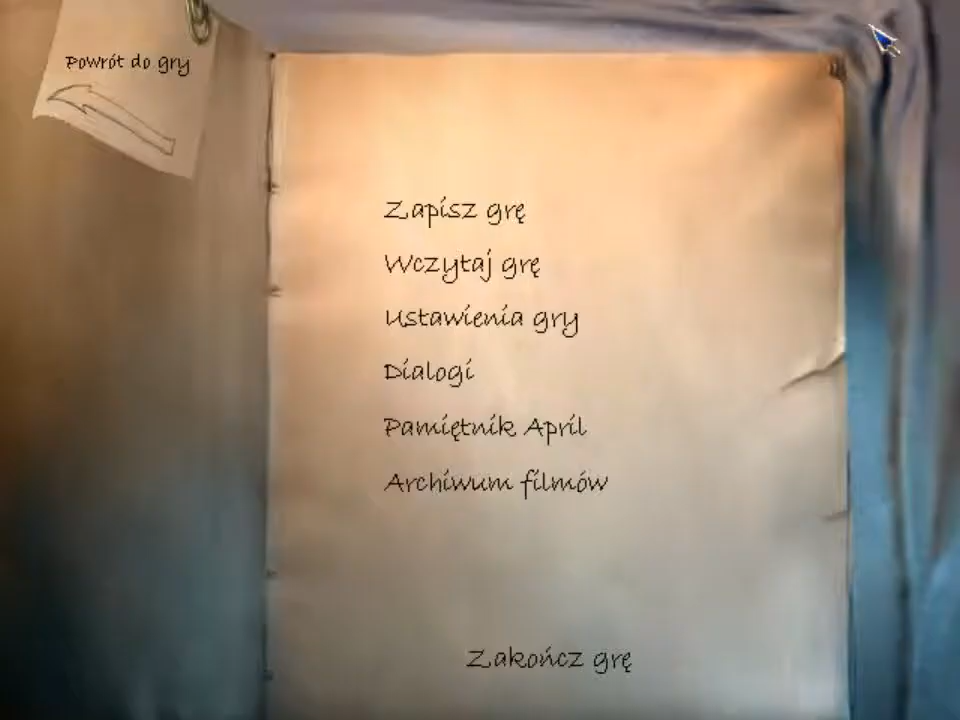 Powrót do gry
Zapisz grę
Wczytaj grę
Ustawienia gry
Dialogi
Pamiętnik April
Archiwum filmów
Zakończ grę